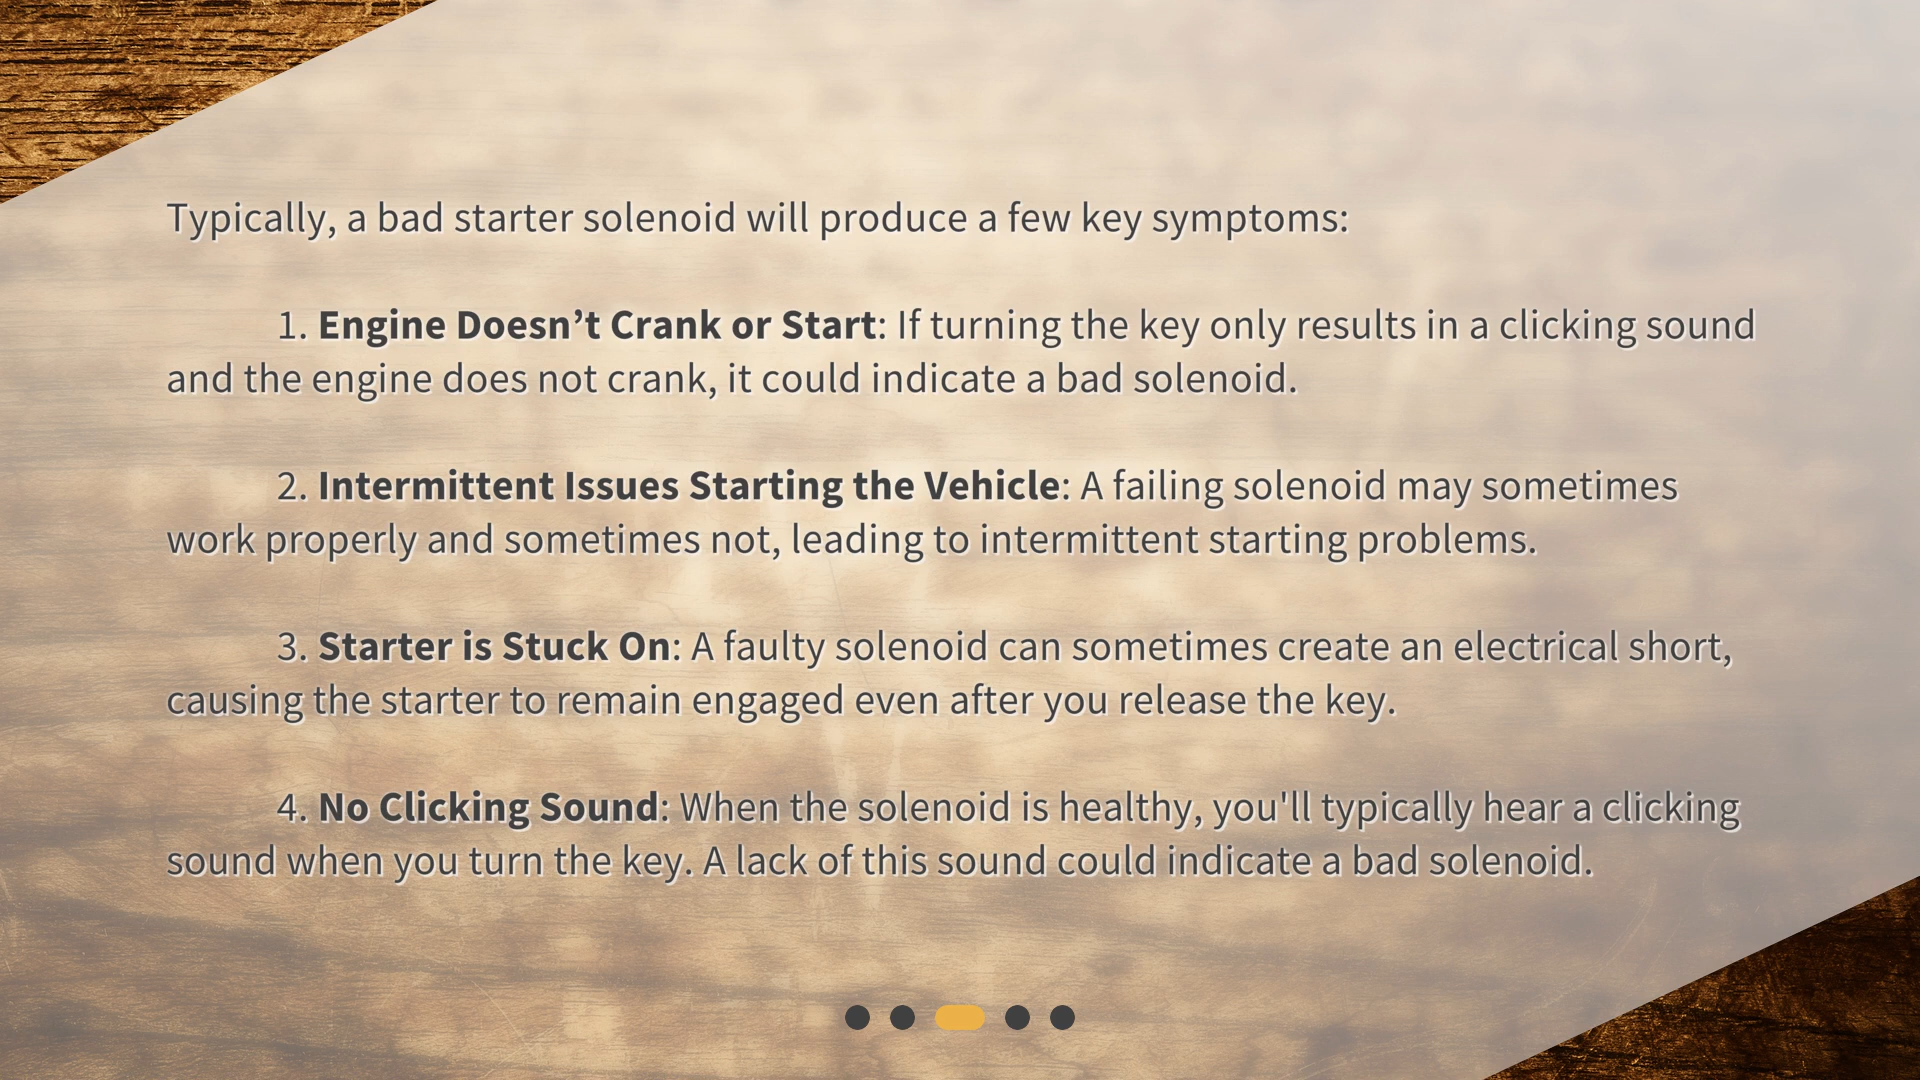 Typically, a bad starter solenoid will produce a few key symptoms:
1. Engine Doesn’t Crank or Start: If turning the key only results in a clicking sound
and the engine does not crank, it could indicate a bad solenoid.
2. Intermittent Issues Starting the Vehicle: A failing solenoid may sometimes
work properly and sometimes not, leading to intermittent starting problems.
3. Starter is Stuck On: A faulty solenoid can sometimes create an electrical short,
causing the starter to remain engaged even after you release the key.
4. No Clicking Sound: When the solenoid is healthy, you'll typically hear a clicking
sound when you turn the key. A lack of this sound could indicate a bad solenoid.